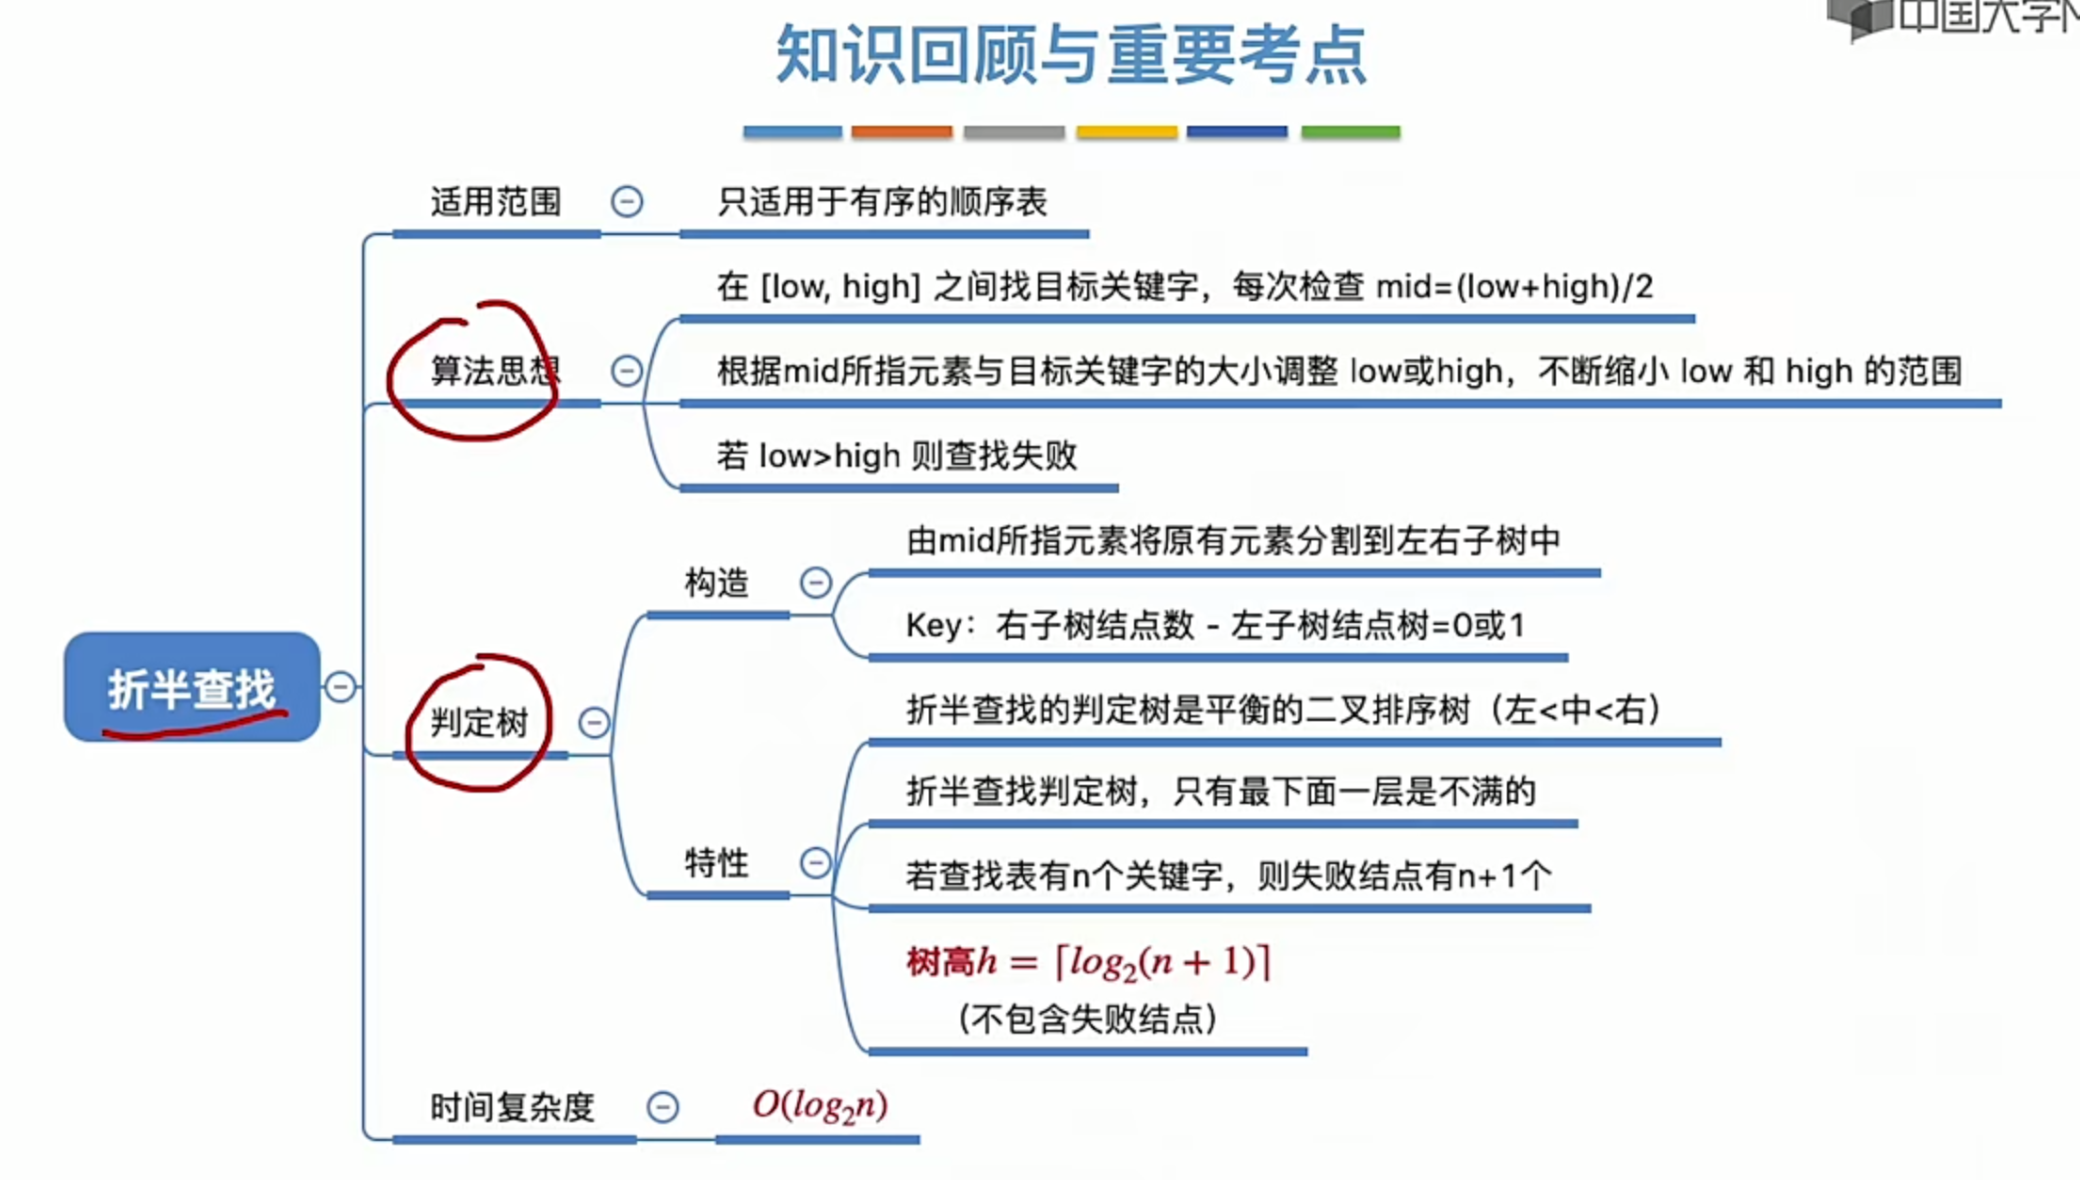 中国大学M
知识回顾与重要考点
适用范围
只适用于有序的顺序表
在 [low, high] 之间找目标关键字，每次检查 mid=(low+high)/2
算法思想
根据mid所指元素与目标关键字的大小调整 low或high，不断缩小 low 和 high 的范围
若 low>high 则查找失败
由mid所指元素将原有元素分割到左右子树中
构造
Key：右子树结点数 - 左子树结点树=0或1
折半查找
判定树
折半查找的判定树是平衡的二叉排序树（左<中<右）
折半查找判定树，只有最下面一层是不满的
特性
若查找表有n个关键字，则失败结点有n+1个
树高h = ⌈log₂(n + 1)⌉
（不包含失败结点）
时间复杂度
O(log₂n)